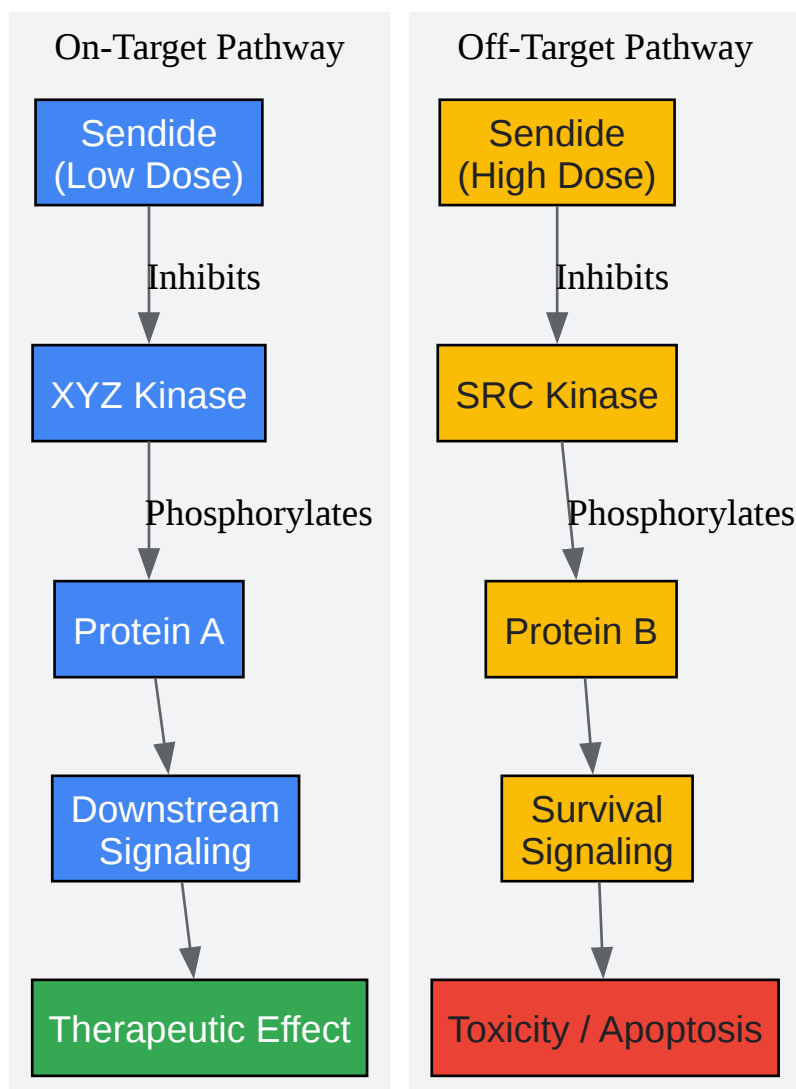 On-Target Pathway
Sendide
(Low Dose)
Inhibits
XYZ Kinase
Phosphorylates
Protein A
Downstream
Signaling
Therapeutic Effect
Off-Target Pathway
Sendide
(High Dose)
Inhibits
SRC Kinase
Phosphorylates
Protein B
Survival
Signaling
Toxicity / Apoptosis